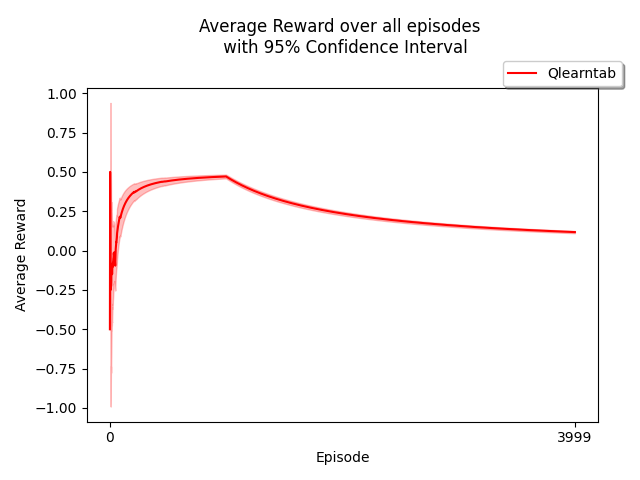 Average Reward over all episodes
with 95% Confidence Interval
Qlearntab
1.00
0.75
0.50
0.25
0.00
−0.25
−0.50
−0.75
−1.00
Average Reward
0
3999
Episode